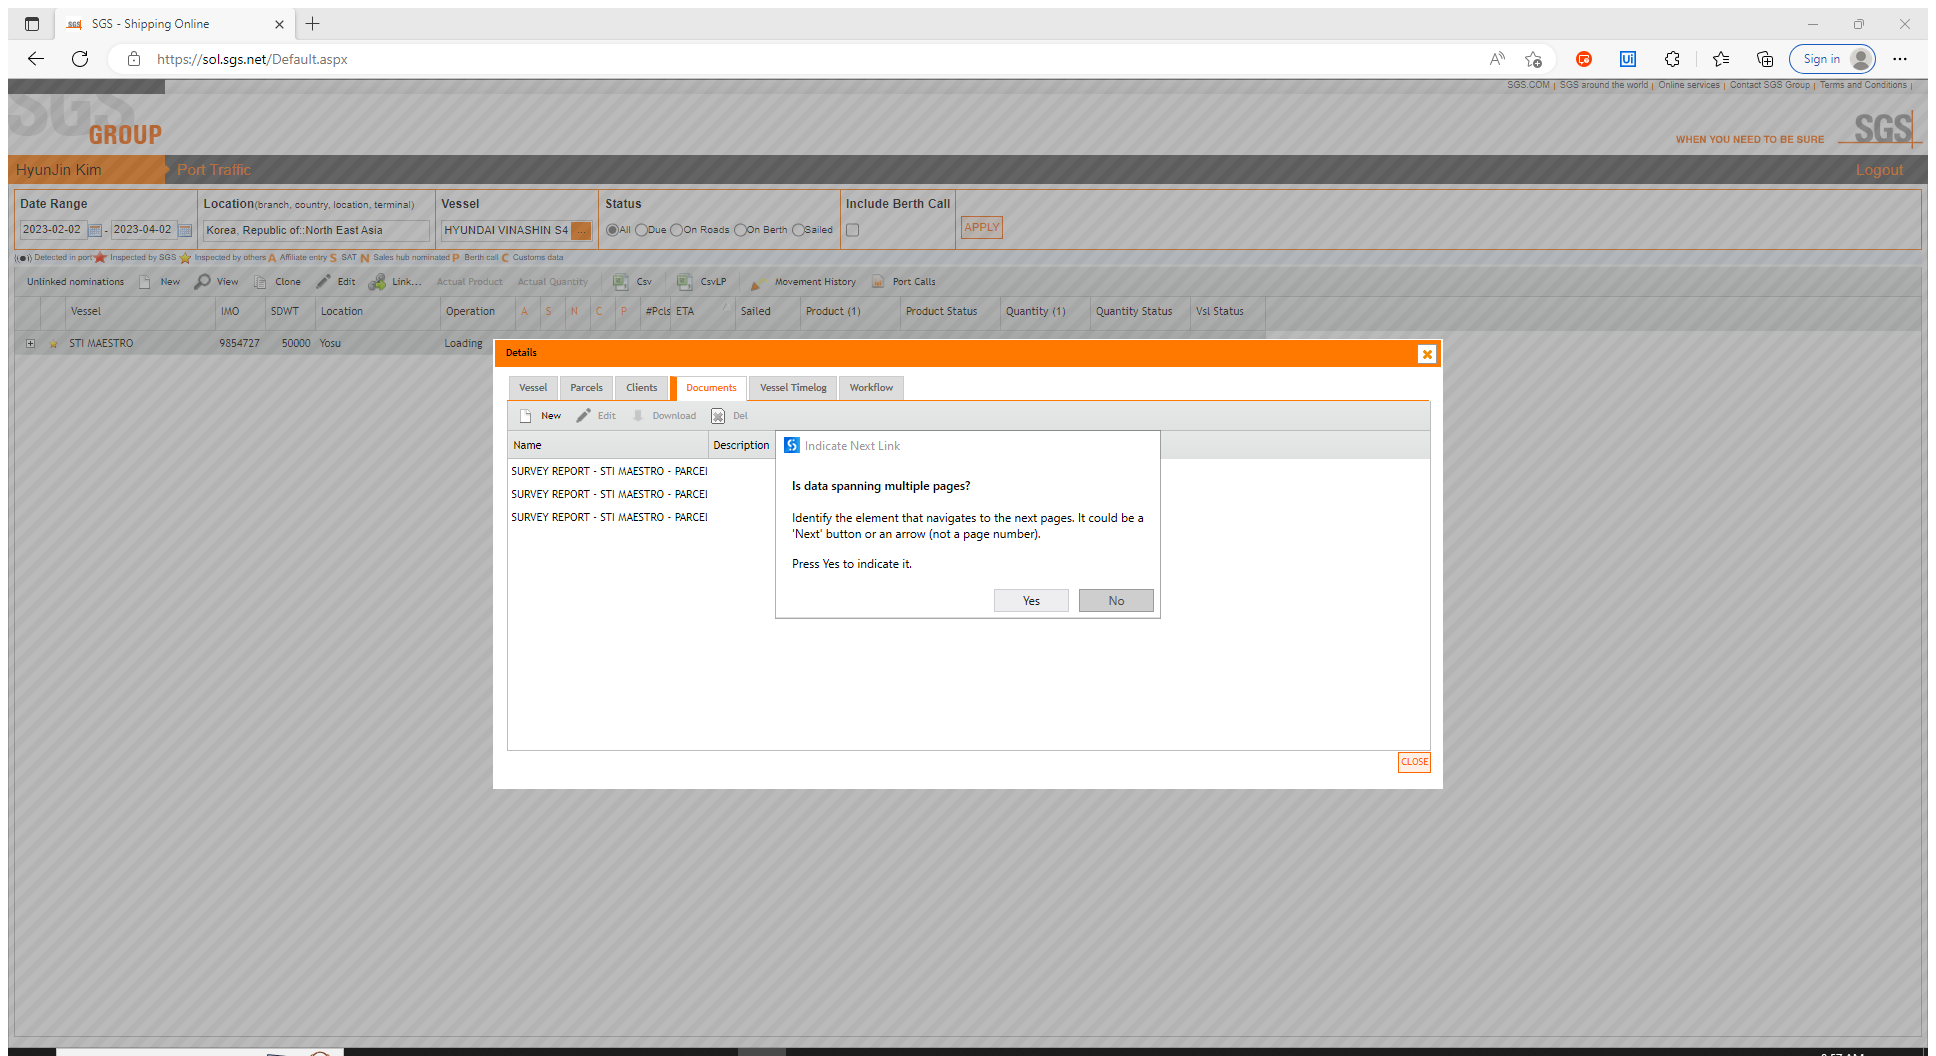 SGS - Shipping Online
https://sol.sgs.net/Default.aspx
Sign in
SGS.COM | SGS around the world | Online services | Contact SGS Group | Terms and Conditions |
SGS
GROUP
WHEN YOU NEED TO BE SURE
SGS
HyunJin Kim
Port Traffic
Logout
Date Range
Location(branch, country, location, terminal)
Vessel
Status
Include Berth Call
2023-02-02 - 2023-04-02
Korea, Republic of::North East Asia
HYUNDAI VINASHIN S4 ...
All Due On Roads On Berth Sailed
APPLY
Detected in port Inspected by SGS Inspected by others A Affiliate entry S SAT N Sales hub nominated P Berth call C Customs data
Unlinked nominations New View Clone Edit Link... Actual Product Actual Quantity Csv CsvLP Movement History Port Calls
Vessel IMO SDWT Location Operation A S N C P #Pcls ETA Sailed Product (1) Product Status Quantity (1) Quantity Status Vsl Status
STI MAESTRO 9854727 50000 Yosu Loading
Details
Vessel Parcels Clients Documents Vessel Timelog Workflow
New Edit Download Del
Name Description
SURVEY REPORT - STI MAESTRO - PARCEL
SURVEY REPORT - STI MAESTRO - PARCEL
SURVEY REPORT - STI MAESTRO - PARCEL
Indicate Next Link
Is data spanning multiple pages?
Identify the element that navigates to the next pages. It could be a
'Next' button or an arrow (not a page number).
Press Yes to indicate it.
Yes No
CLOSE